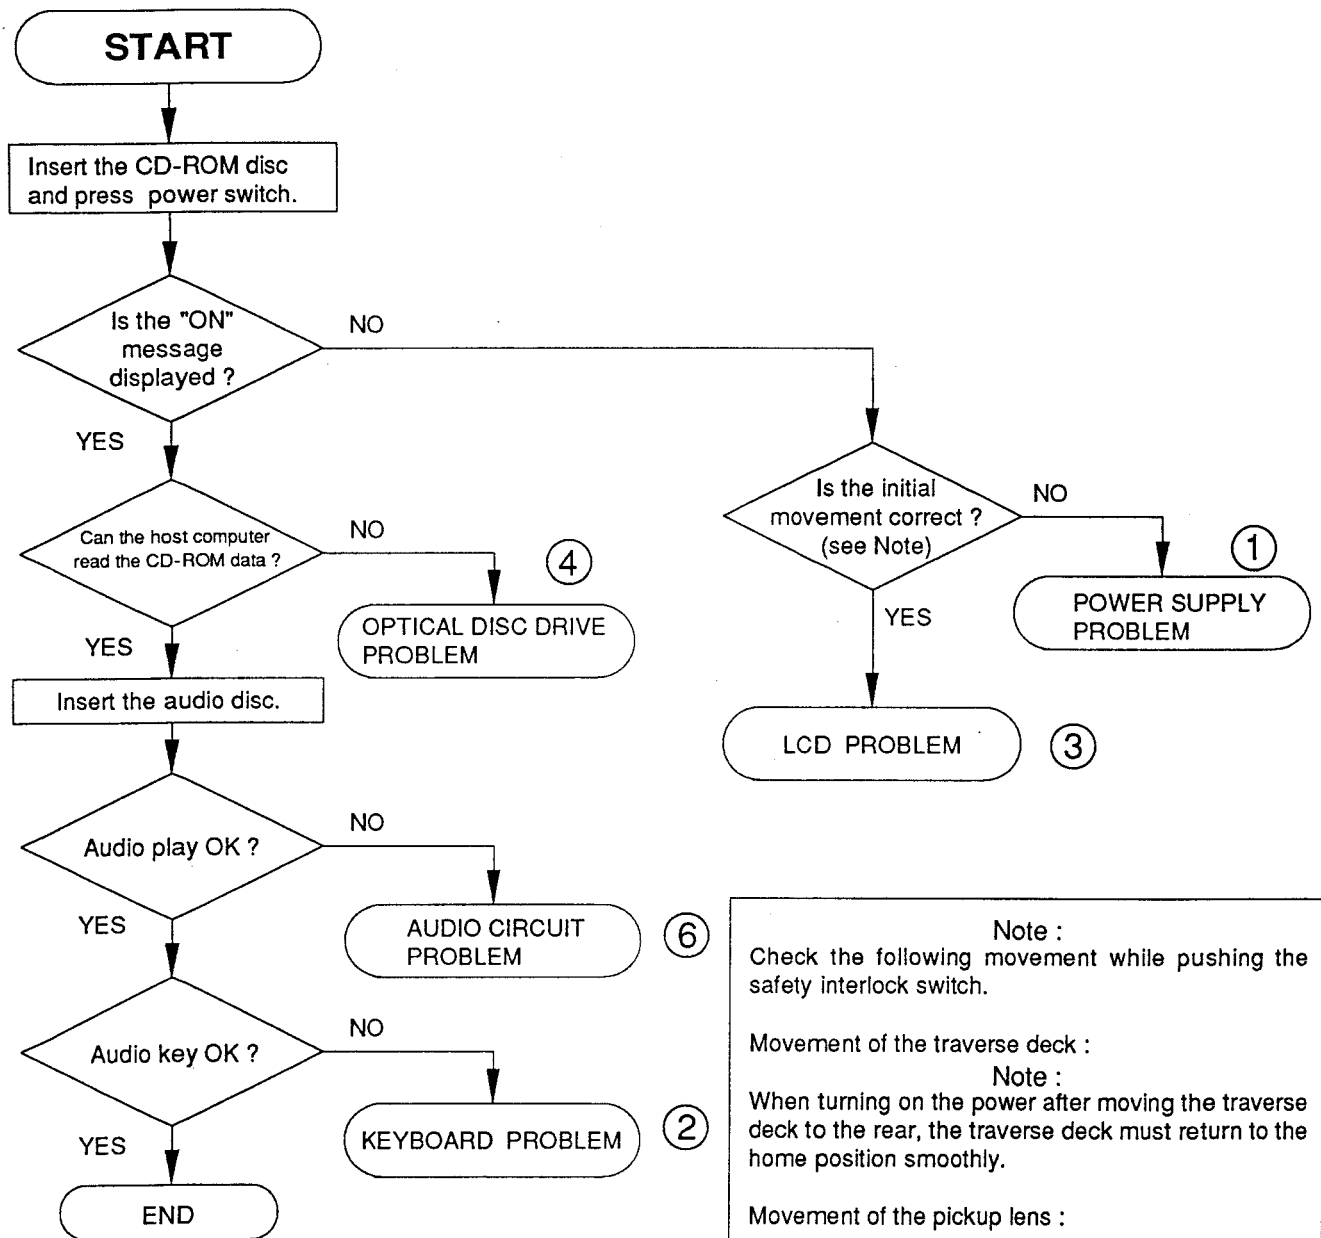 START
Insert the CD-ROM disc
and press power switch.
Is the "ON"
message
displayed ?
NO
YES
Is the initial
movement correct ?
(see Note)
NO
YES
1
POWER SUPPLY
PROBLEM
LCD PROBLEM
3
Can the host computer
read the CD-ROM data ?
NO
YES
4
OPTICAL DISC DRIVE
PROBLEM
Insert the audio disc.
Audio play OK ?
NO
YES
AUDIO CIRCUIT
PROBLEM
6
Audio key OK ?
NO
YES
KEYBOARD PROBLEM
2
END
Note :
Check the following movement while pushing the
safety interlock switch.
Movement of the traverse deck :
Note :
When turning on the power after moving the traverse
deck to the rear, the traverse deck must return to the
home position smoothly.
Movement of the pickup lens :